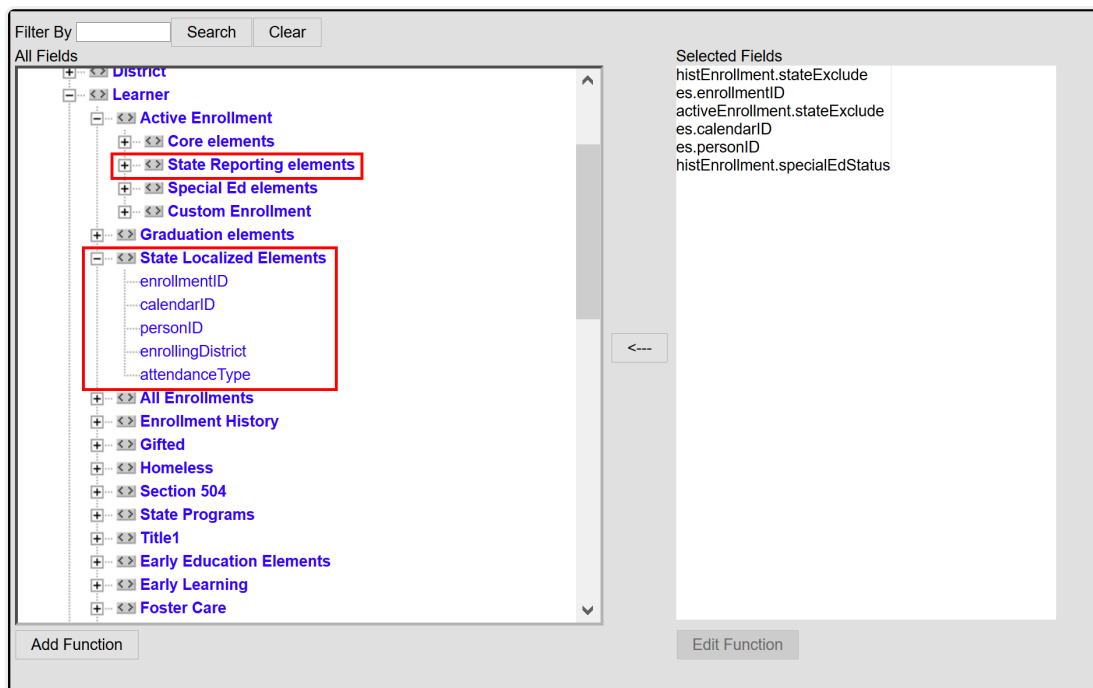 Filter By Search Clear
All Fields
District
Learner
Active Enrollment
Core elements
State Reporting elements
Special Ed elements
Custom Enrollment
Graduation elements
State Localized Elements
enrollmentID
calendarID
personID
enrollingDistrict
attendanceType
All Enrollments
Enrollment History
Gifted
Homeless
Section 504
State Programs
Title1
Early Education Elements
Early Learning
Foster Care
Add Function
<---
Selected Fields
histEnrollment.stateExclude
es.enrollmentID
activeEnrollment.stateExclude
es.calendarID
es.personID
histEnrollment.specialEdStatus
Edit Function